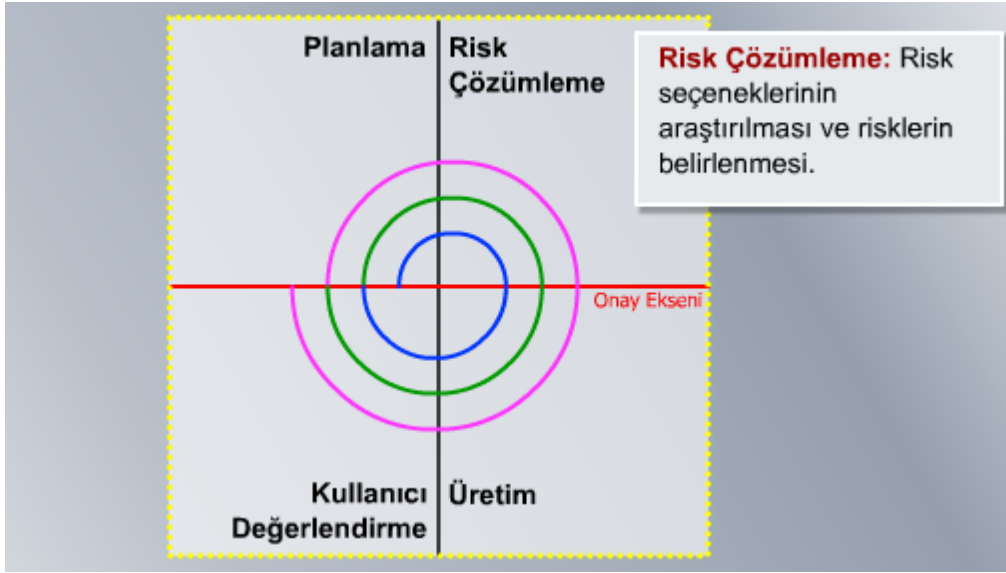 Planlama
Risk
Çözümleme
Risk Çözümleme: Risk
seçeneklerinin
araştırılması ve risklerin
belirlenmesi.
Onay Ekseni
Kullanıcı
Değerlendirme
Üretim